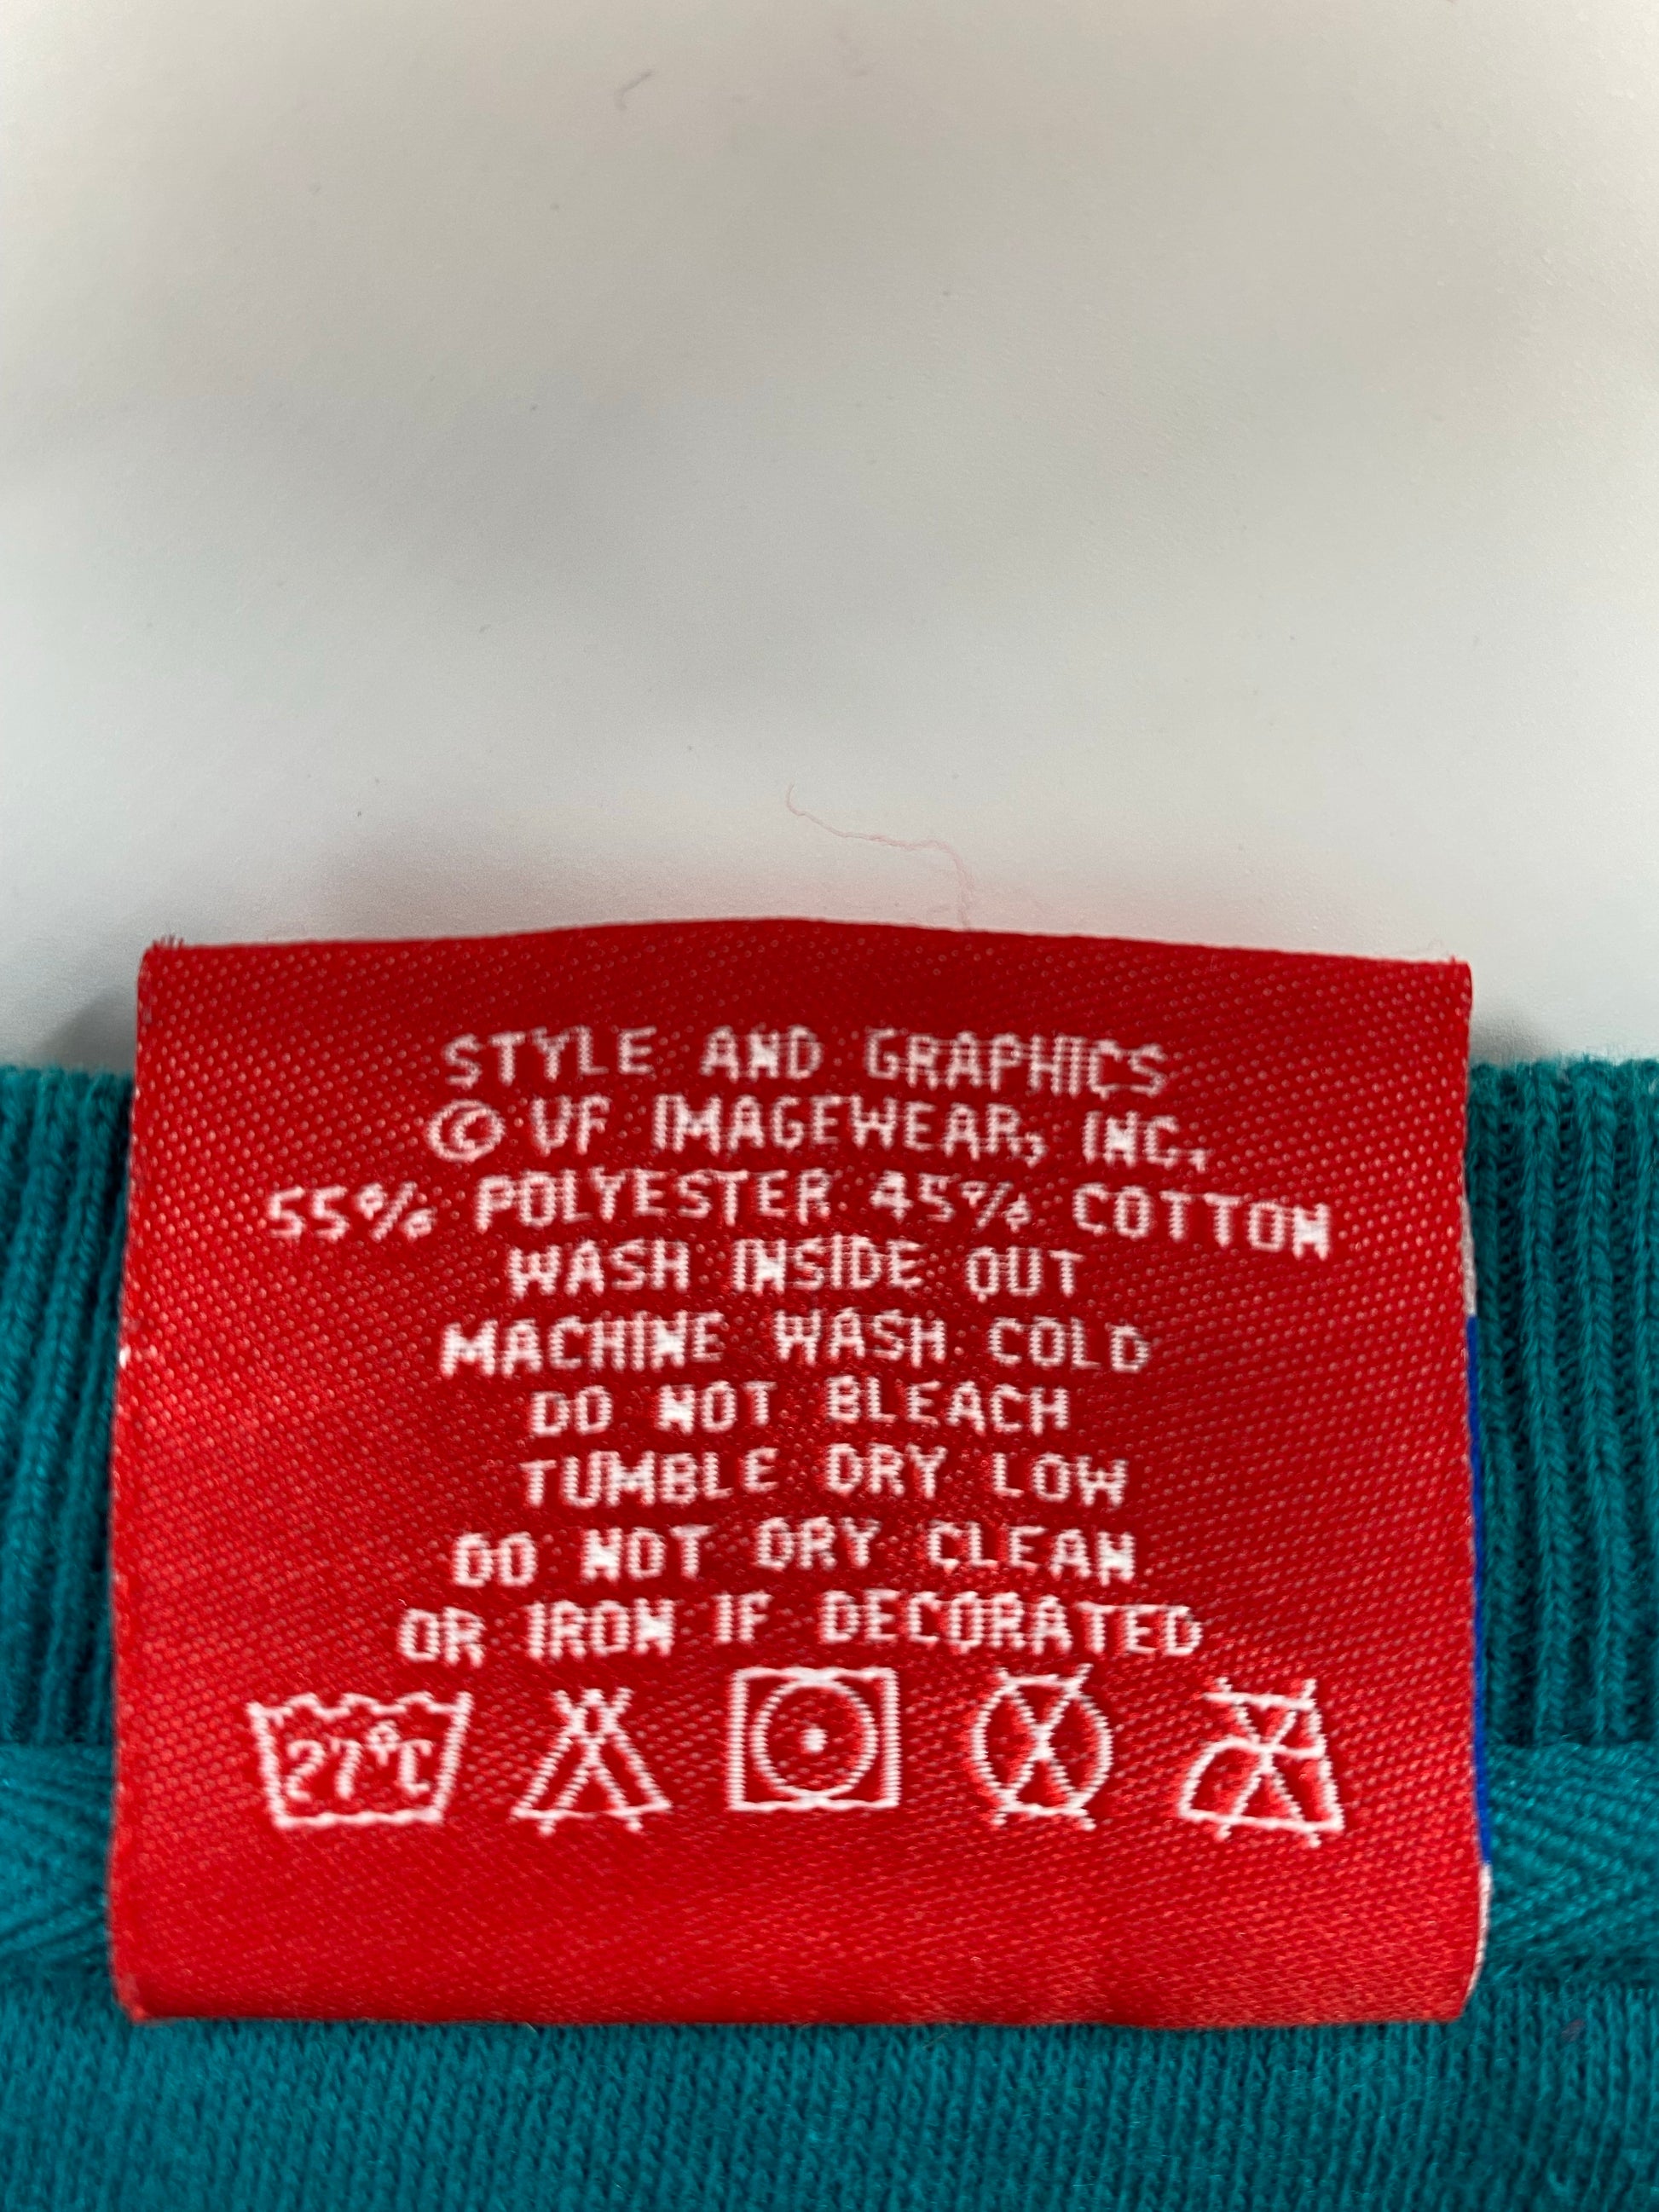 STYLE AND GRAPHICS
© VF IMAGEWEAR, INC.
55% POLYESTER 45% COTTON
WASH INSIDE OUT
MACHINE WASH COLD
DO NOT BLEACH
TUMBLE DRY LOW
DO NOT DRY CLEAN
OR IRON IF DECORATED
27°C